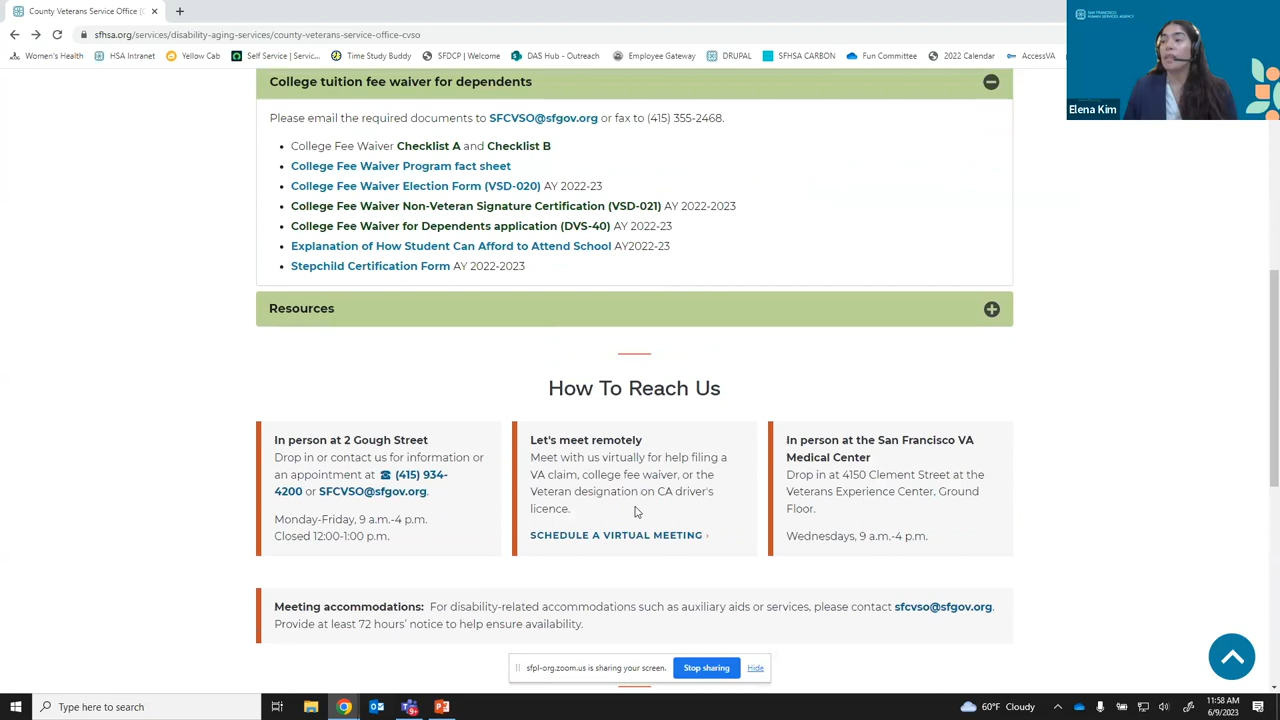 County Veterans Service Office [C
sfhsa.org/services/disability-aging-services/county-veterans-service-office-cvso
Women's Health
HSA Intranet
Yellow Cab
Self Service | Servic...
Time Study Buddy
SFDCP | Welcome
DAS Hub - Outreach
Employee Gateway
DRUPAL
SFHSA CARBON
Fun Committee
2022 Calendar
AccessVA
SAN FRANCISCO
HUMAN SERVICES AGENCY
Elena Kim
College tuition fee waiver for dependents
Please email the required documents to SFCVSO@sfgov.org or fax to (415) 355-2468.
College Fee Waiver Checklist A and Checklist B
College Fee Waiver Program fact sheet
College Fee Waiver Election Form (VSD-020) AY 2022-23
College Fee Waiver Non-Veteran Signature Certification (VSD-021) AY 2022-2023
College Fee Waiver for Dependents application (DVS-40) AY 2022-23
Explanation of How Student Can Afford to Attend School AY2022-23
Stepchild Certification Form AY 2022-2023
Resources
How To Reach Us
In person at 2 Gough Street
Drop in or contact us for information or
an appointment at (415) 934-
4200 or SFCVSO@sfgov.org.
Monday-Friday, 9 a.m.-4 p.m.
Closed 12:00-1:00 p.m.
Let's meet remotely
Meet with us virtually for help filing a
VA claim, college fee waiver, or the
Veteran designation on CA driver's
licence.
SCHEDULE A VIRTUAL MEETING ›
In person at the San Francisco VA
Medical Center
Drop in at 4150 Clement Street at the
Veterans Experience Center, Ground
Floor.
Wednesdays, 9 a.m.-4 p.m.
Meeting accommodations: For disability-related accommodations such as auxiliary aids or services, please contact sfcvso@sfgov.org.
Provide at least 72 hours' notice to help ensure availability.
sfpl-org.zoom.us is sharing your screen.
Stop sharing
Hide
Type here to search
60°F Cloudy
11:58 AM
6/9/2023